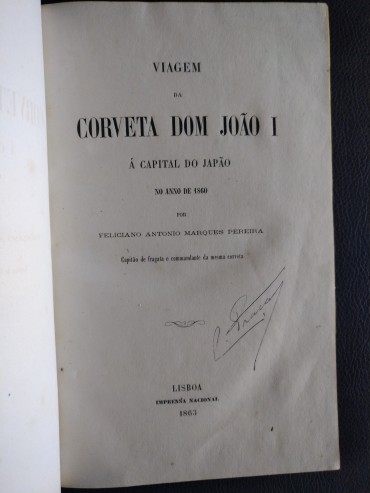 VIAGEM
DA
CORVETA DOM JOÃO I
Á CAPITAL DO JAPÃO
NO ANNO DE 1860
POR
FELICIANO ANTONIO MARQUES PEREIRA
Capitão de fragata e commandante da mesma corveta
LISBOA
IMPRENSA NACIONAL
1863